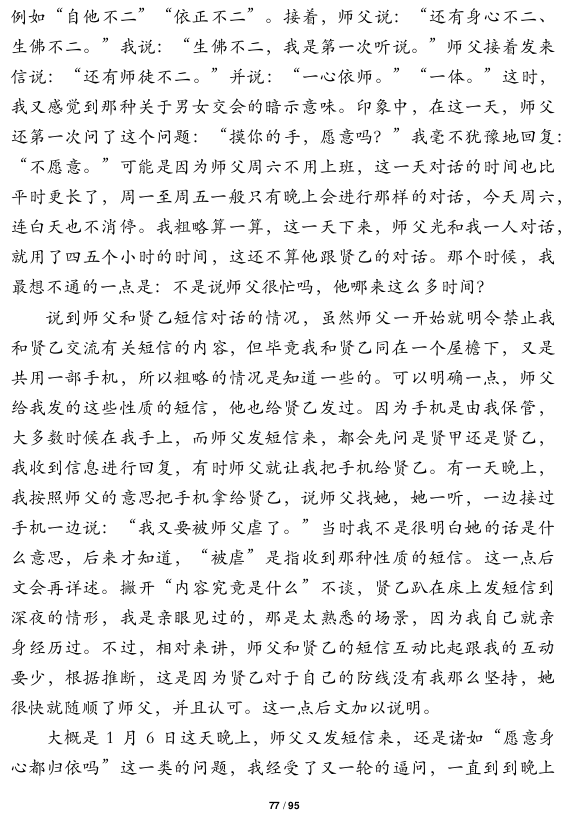 例如“自他不二”“依正不二”。接着，师父说：“还有身心不二、
生佛不二。”我说：“生佛不二，我是第一次听说。”师父接着发来
信说：“还有师徒不二。”并说：“一心依师。”“一体。”这时，
我又感觉到那种关于男女交会的暗示意味。印象中，在这一天，师父
还第一次问了这个问题：“摸你的手，愿意吗？”我毫不犹豫地回复：
“不愿意。”可能是因为师父周六不用上班，这一天对话的时间也比
平时更长了，周一至周五一般只有晚上会进行那样的对话，今天周六，
连白天也不消停。我粗略算一算，这一天下来，师父光和我一人对话，
就用了四五个小时的时间，这还不算他跟贤乙的对话。那个时候，我
最想不通的一点是：不是说师父很忙吗，他哪来这么多时间？
说到师父和贤乙短信对话的情况，虽然师父一开始就明令禁止我
和贤乙交流有关短信的内容，但毕竟我和贤乙同在一个屋檐下，又是
共用一部手机，所以粗略的情况是知道一些的。可以明确一点，师父
给我发的这些性质的短信，他也给贤乙发过。因为手机是由我保管，
大多数时候在我手上，而师父发短信来，都会先问是贤甲还是贤乙，
我收到信息进行回复，有时师父就让我把手机给贤乙。有一天晚上，
我按照师父的意思把手机拿给贤乙，说师父找她，她一听，一边接过
手机一边说：“我又要被师父虐了。”当时我不是很明白她的话是什
么意思，后来才知道，“被虐”是指收到那种性质的短信。这一点后
文会再详述。撇开“内容究竟是什么”不谈，贤乙趴在床上发短信到
深夜的情形，我是亲眼见过的，那是太熟悉的场景，因为我自己就亲
身经历过。不过，相对来讲，师父和贤乙的短信互动比起跟我的互动
要少，根据推断，这是因为贤乙对于自己的防线没有我那么坚持，她
很快就随顺了师父，并且认可。这一点后文加以说明。
大概是 1 月 6 日这天晚上，师父又发短信来，还是诸如“愿意身
心都归依吗”这一类的问题，我经受了又一轮的逼问，一直到到晚上
77 / 95